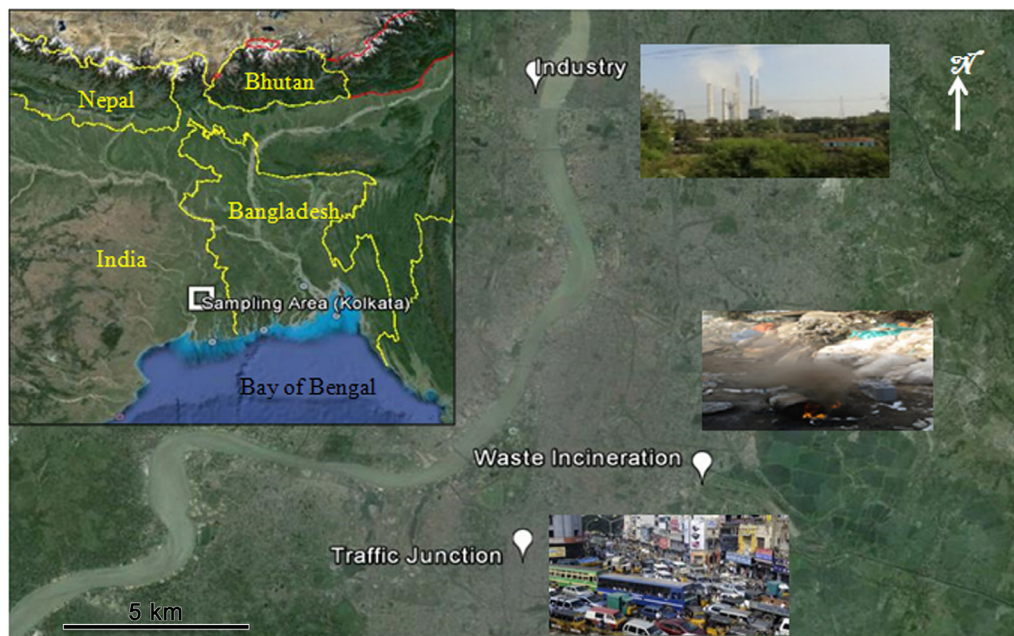 Nepal
Bhutan
Bangladesh
India
Sampling Area (Kolkata)
Bay of Bengal
Industry
N
Waste Incineration
Traffic Junction
5 km